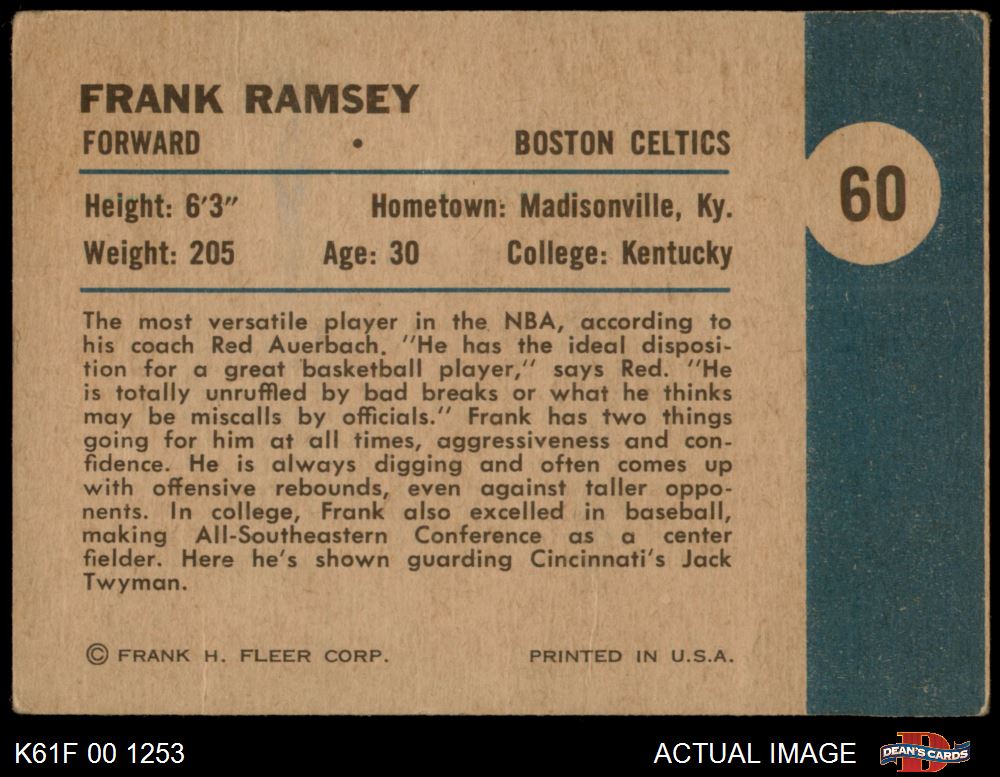 FRANK RAMSEY
FORWARD • BOSTON CELTICS
Height: 6'3" Hometown: Madisonville, Ky.
Weight: 205 Age: 30 College: Kentucky
60
The most versatile player in the NBA, according to
his coach Red Auerbach. "He has the ideal disposi-
tion for a great basketball player," says Red. "He
is totally unruffled by bad breaks or what he thinks
may be miscalls by officials." Frank has two things
going for him at all times, aggressiveness and con-
fidence. He is always digging and often comes up
with offensive rebounds, even against taller oppo-
nents. In college, Frank also excelled in baseball,
making All-Southeastern Conference as a center
fielder. Here he's shown guarding Cincinnati's Jack
Twyman.
© FRANK H. FLEER CORP. PRINTED IN U.S.A.
K61F 00 1253 ACTUAL IMAGE D DEAN'S CARDS